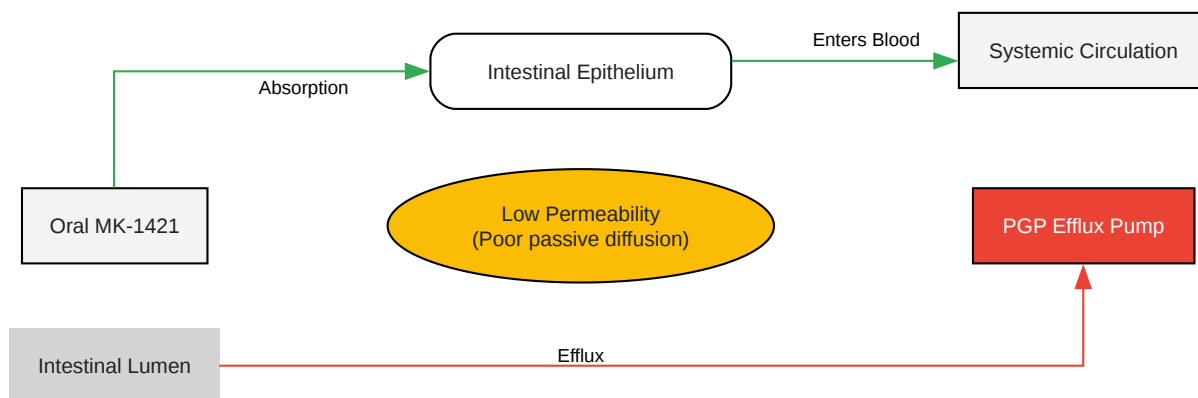 Enters Blood
Systemic Circulation
Intestinal Epithelium
Absorption
Oral MK-1421
Low Permeability
(Poor passive diffusion)
PGP Efflux Pump
Intestinal Lumen
Efflux